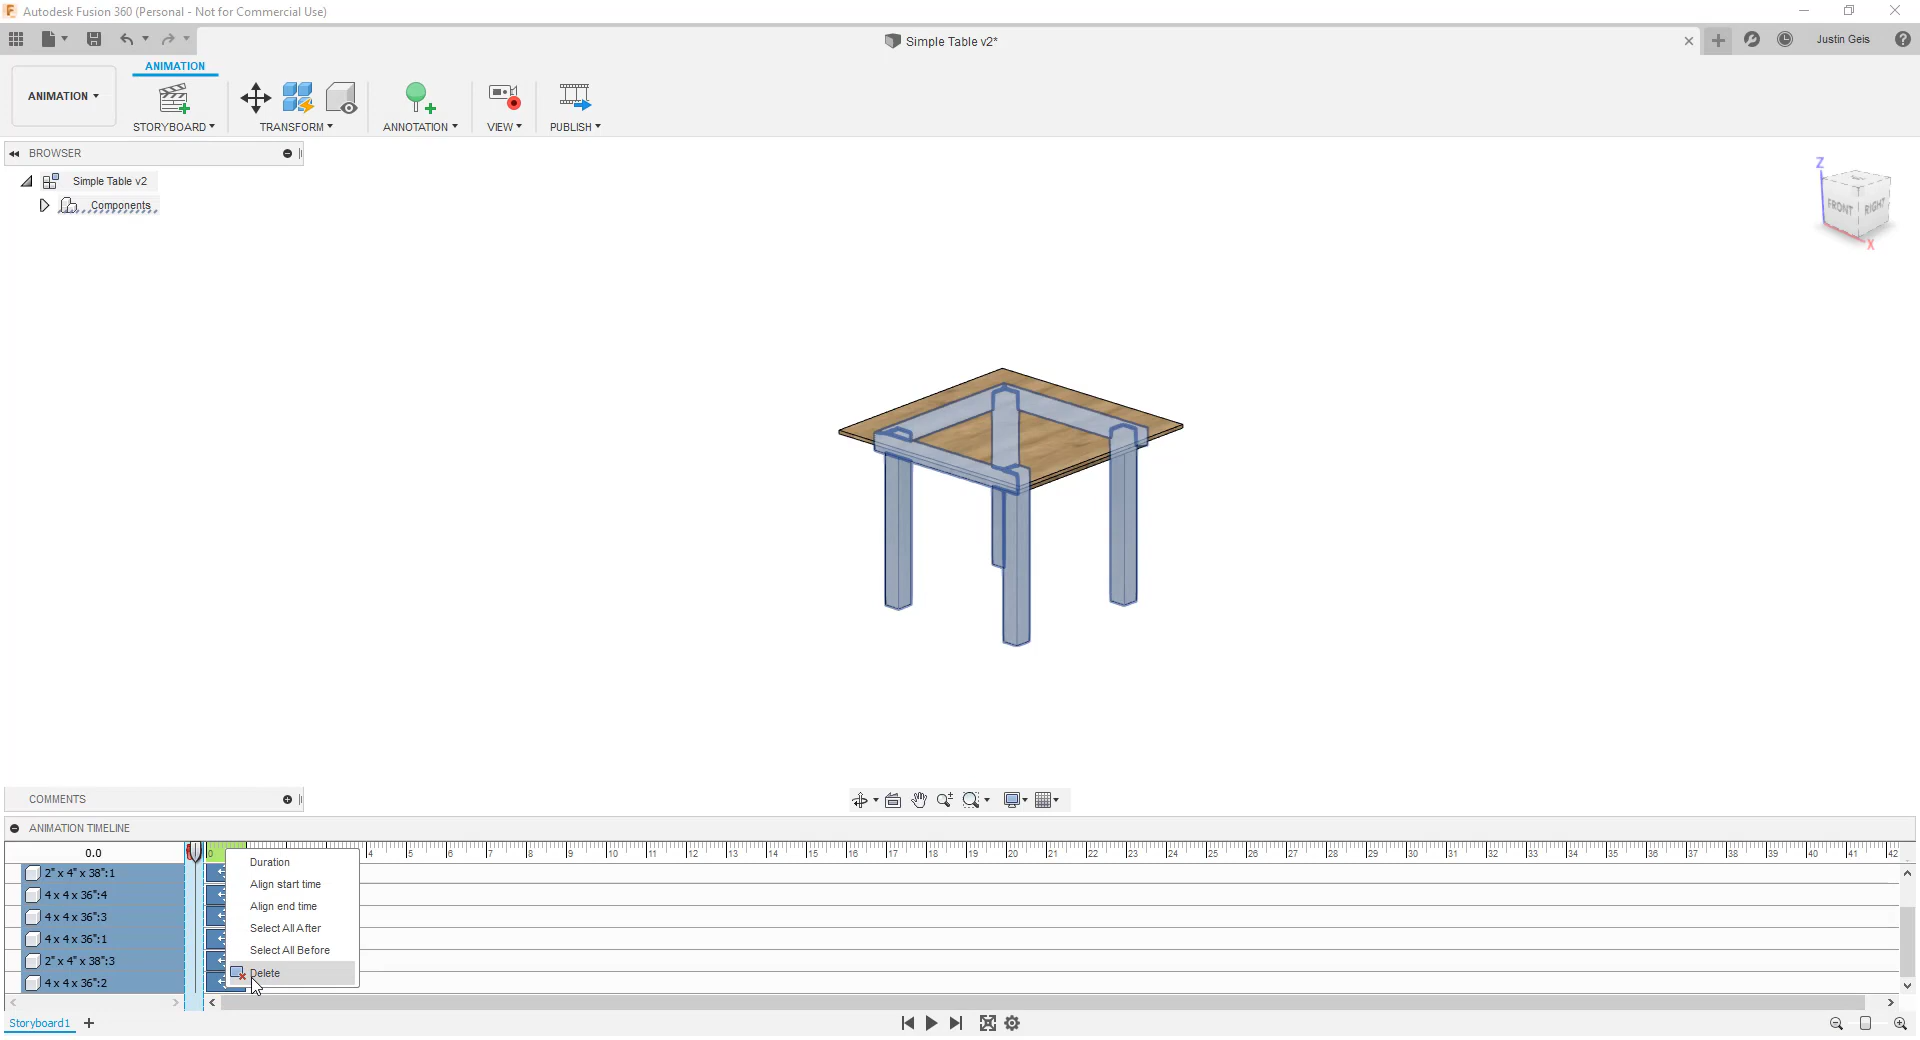 Autodesk Fusion 360 (Personal - Not for Commercial Use)
Simple Table v2*
Justin Geis
ANIMATION
ANIMATION
STORYBOARD
TRANSFORM
ANNOTATION
VIEW
PUBLISH
BROWSER
Simple Table v2
Components
Z
FRONT
RIGHT
X
COMMENTS
ANIMATION TIMELINE
0.0
0 4 5 6 7 8 9 10 11 12 13 14 15 16 17 18 19 20 21 22 23 24 25 26 27 28 29 30 31 32 33 34 35 36 37 38 39 40 41 42
2" x 4" x 38":1
4 x 4 x 36":4
4 x 4 x 36":3
4 x 4 x 36":1
2" x 4" x 38":3
4 x 4 x 36":2
Duration
Align start time
Align end time
Select All After
Select All Before
Delete
Storyboard1